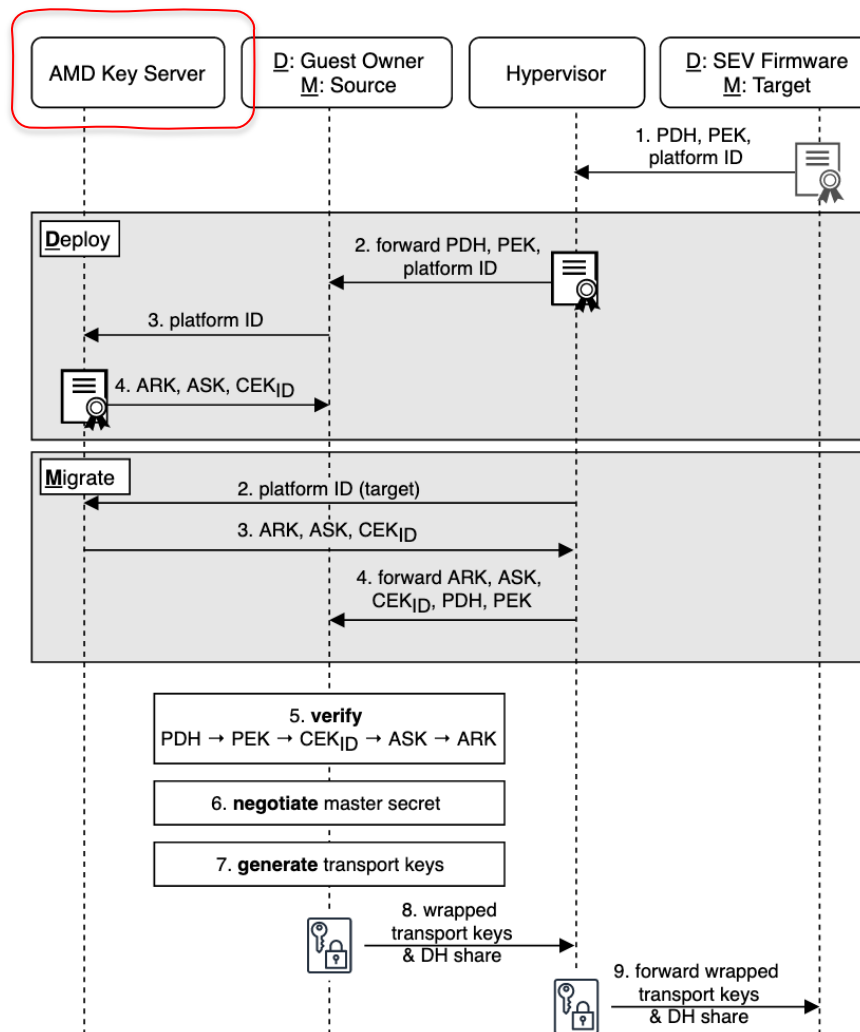 AMD Key Server
D: Guest Owner
M: Source
Hypervisor
D: SEV Firmware
M: Target
1. PDH, PEK,
platform ID
Deploy
2. forward PDH, PEK,
platform ID
3. platform ID
4. ARK, ASK, CEKID
Migrate
2. platform ID (target)
3. ARK, ASK, CEKID
4. forward ARK, ASK,
CEKID, PDH, PEK
5. verify
PDH → PEK → CEKID → ASK → ARK
6. negotiate master secret
7. generate transport keys
8. wrapped
transport keys
& DH share
9. forward wrapped
transport keys
& DH share